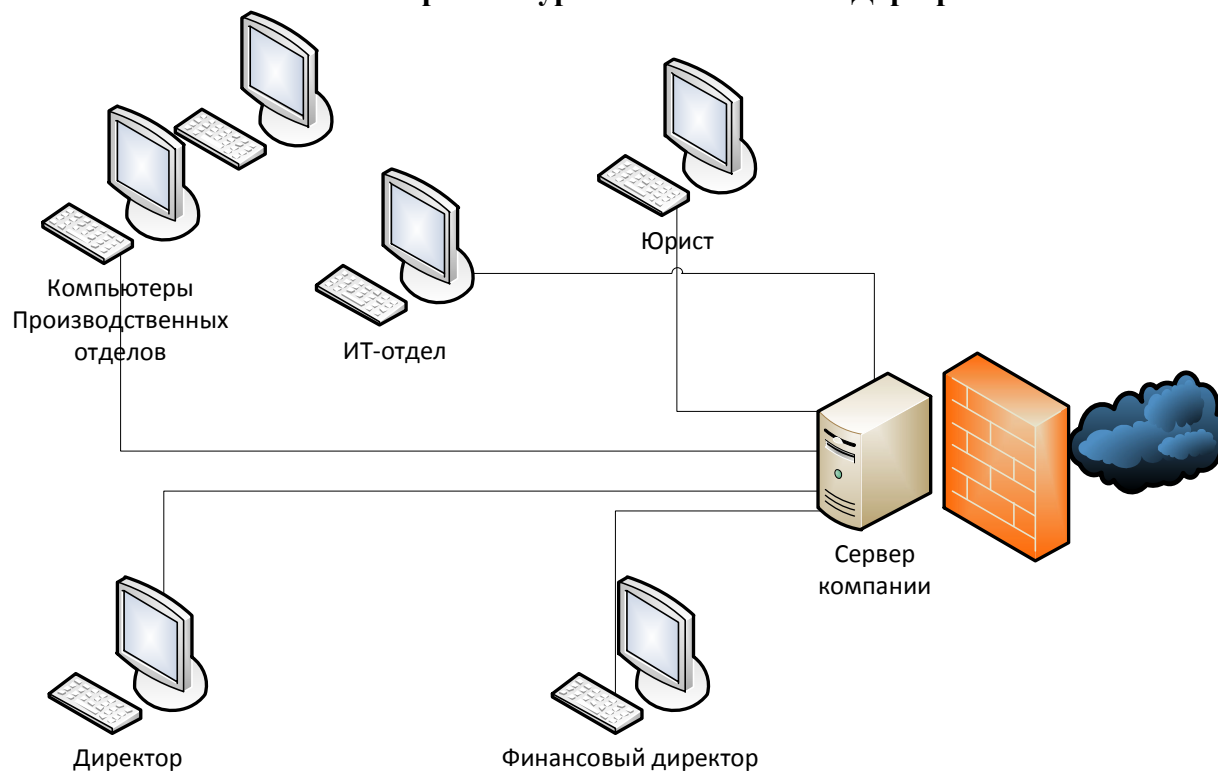 Юрист
Компьютеры
Производственных
отделов
ИТ-отдел
Сервер
компании
Директор
Финансовый директор